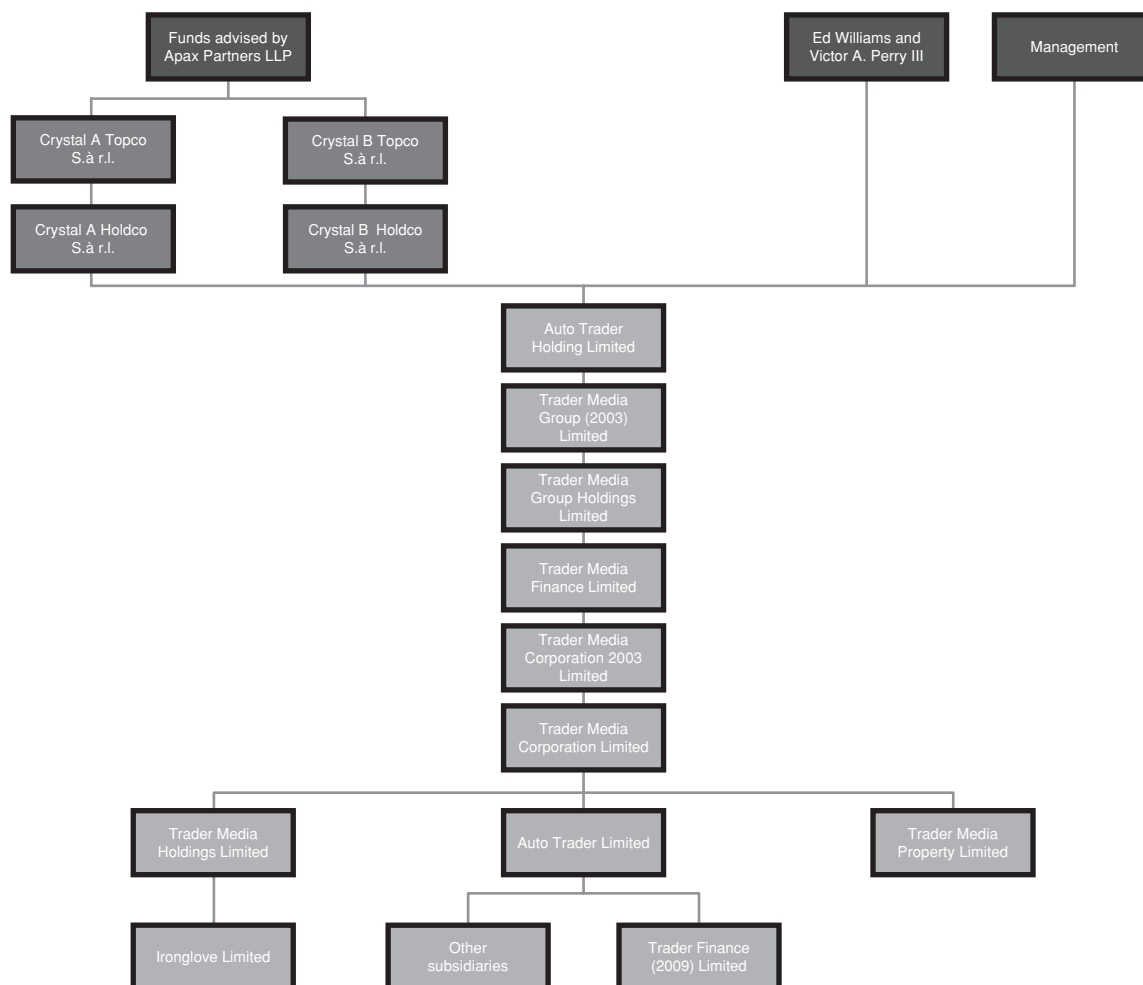 Funds advised by
Apax Partners LLP
Ed Williams and
Victor A. Perry III
Management
Crystal A Topco
S.à r.l.
Crystal B Topco
S.à r.l.
Crystal A Holdco
S.à r.l.
Crystal B Holdco
S.à r.l.
Auto Trader
Holding Limited
Trader Media
Group (2003)
Limited
Trader Media
Group Holdings
Limited
Trader Media
Finance Limited
Trader Media
Corporation 2003
Limited
Trader Media
Corporation Limited
Trader Media
Holdings Limited
Auto Trader Limited
Trader Media
Property Limited
Ironglove Limited
Other
subsidiaries
Trader Finance
(2009) Limited